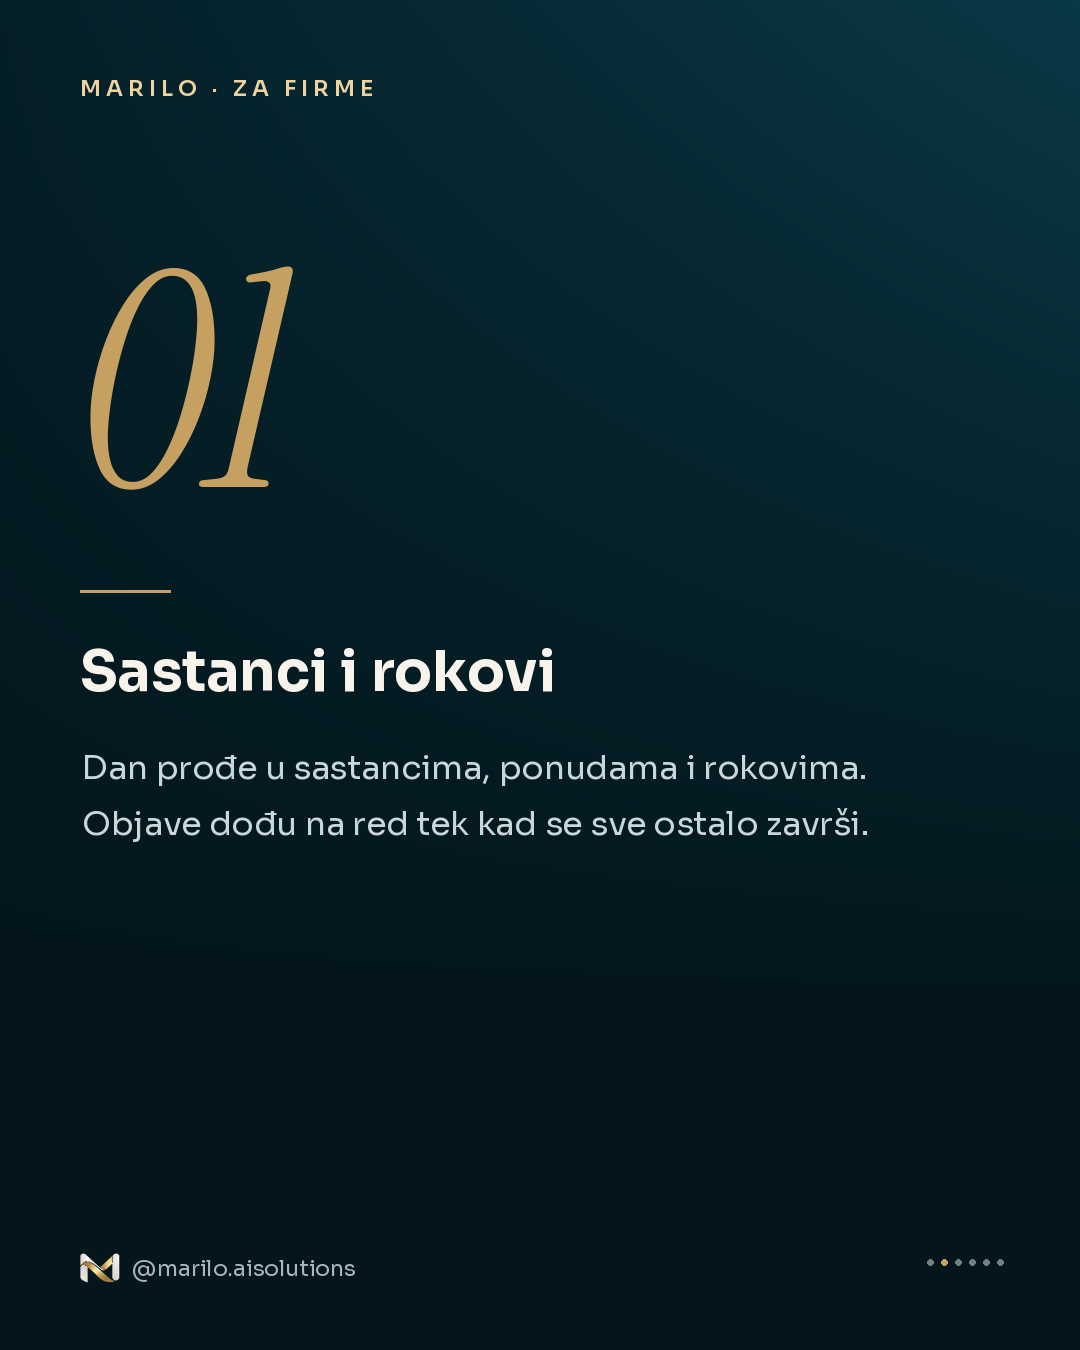 MARILO · ZA FIRME
01
Sastanci i rokovi
Dan prođe u sastancima, ponudama i rokovima.
Objave dođu na red tek kad se sve ostalo završi.
@marilo.aisolutions